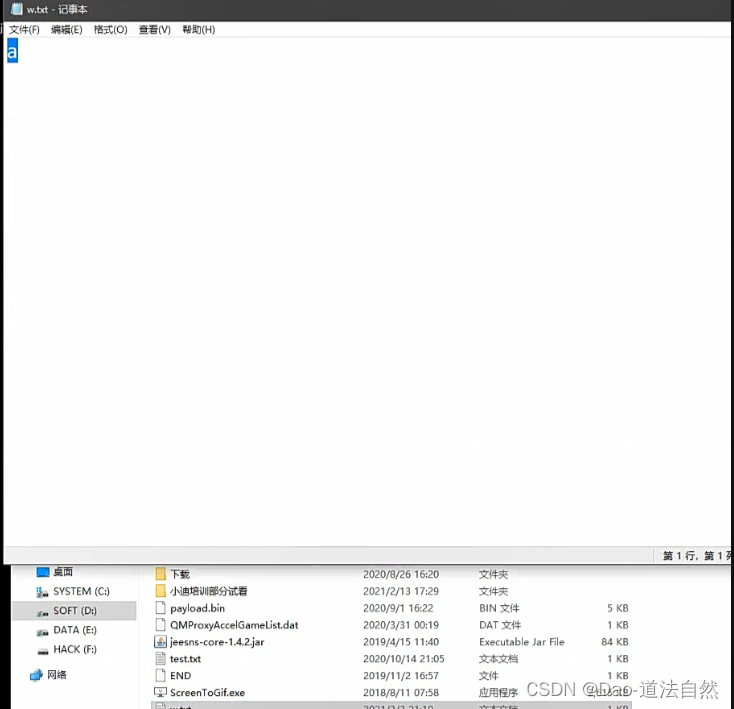 w.txt - 记事本
文件(F) 编辑(E) 格式(O) 查看(V) 帮助(H)
a
第 1 行，第 1
桌面
SYSTEM (C:)
SOFT (D:)
DATA (E:)
HACK (F:)
网络
下载 2020/8/26 16:20 文件夹
小迪培训部分试看 2021/2/13 17:29 文件夹
payload.bin 2020/9/1 16:22 BIN 文件 5 KB
QMProxyAccelGameList.dat 2020/3/31 00:19 DAT 文件 1 KB
jeesns-core-1.4.2.jar 2019/4/15 11:40 Executable Jar File 84 KB
test.txt 2020/10/14 21:05 文本文档 1 KB
END 2019/11/2 16:57 文件 1 KB
ScreenToGif.exe 2018/8/11 07:58 应用程序
w.txt 文本文档 1 KB
CSDN @Dao-道法自然